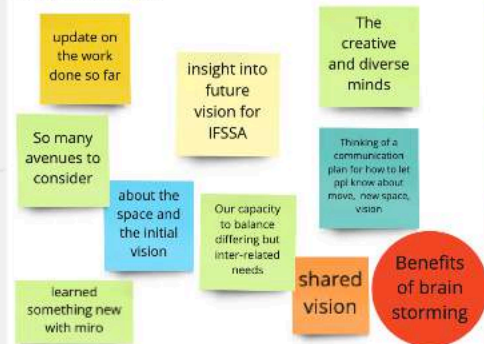 update on
the work
done so far
insight into
future
vision for
IFSSA
The
creative
and diverse
minds
So many
avenues to
consider
about the
space and
the initial
vision
Our capacity
to balance
differing but
inter-related
needs
Thinking of a
communication
plan for how to let
ppl know about
move, new space,
vision
learned
something new
with miro
shared
vision
Benefits
of brain
storming